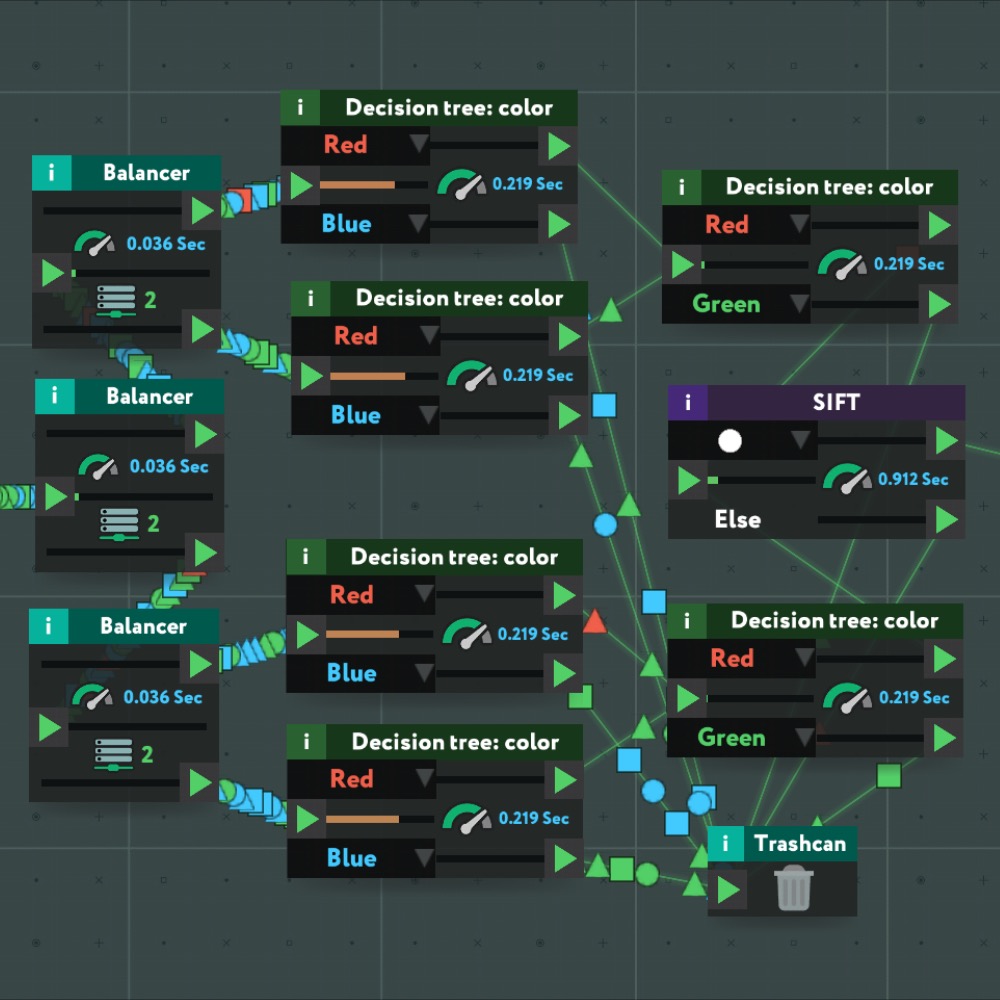 i Decision tree: color
Red
0.219 Sec
Blue
i Balancer
0.036 Sec
2
i Decision tree: color
Red
0.219 Sec
Green
i Decision tree: color
Red
0.219 Sec
Blue
i Balancer
0.036 Sec
2
i SIFT
0.912 Sec
Else
i Decision tree: color
Red
0.219 Sec
Blue
i Balancer
0.036 Sec
2
i Decision tree: color
Red
0.219 Sec
Green
i Decision tree: color
Red
0.219 Sec
Blue
i Trashcan